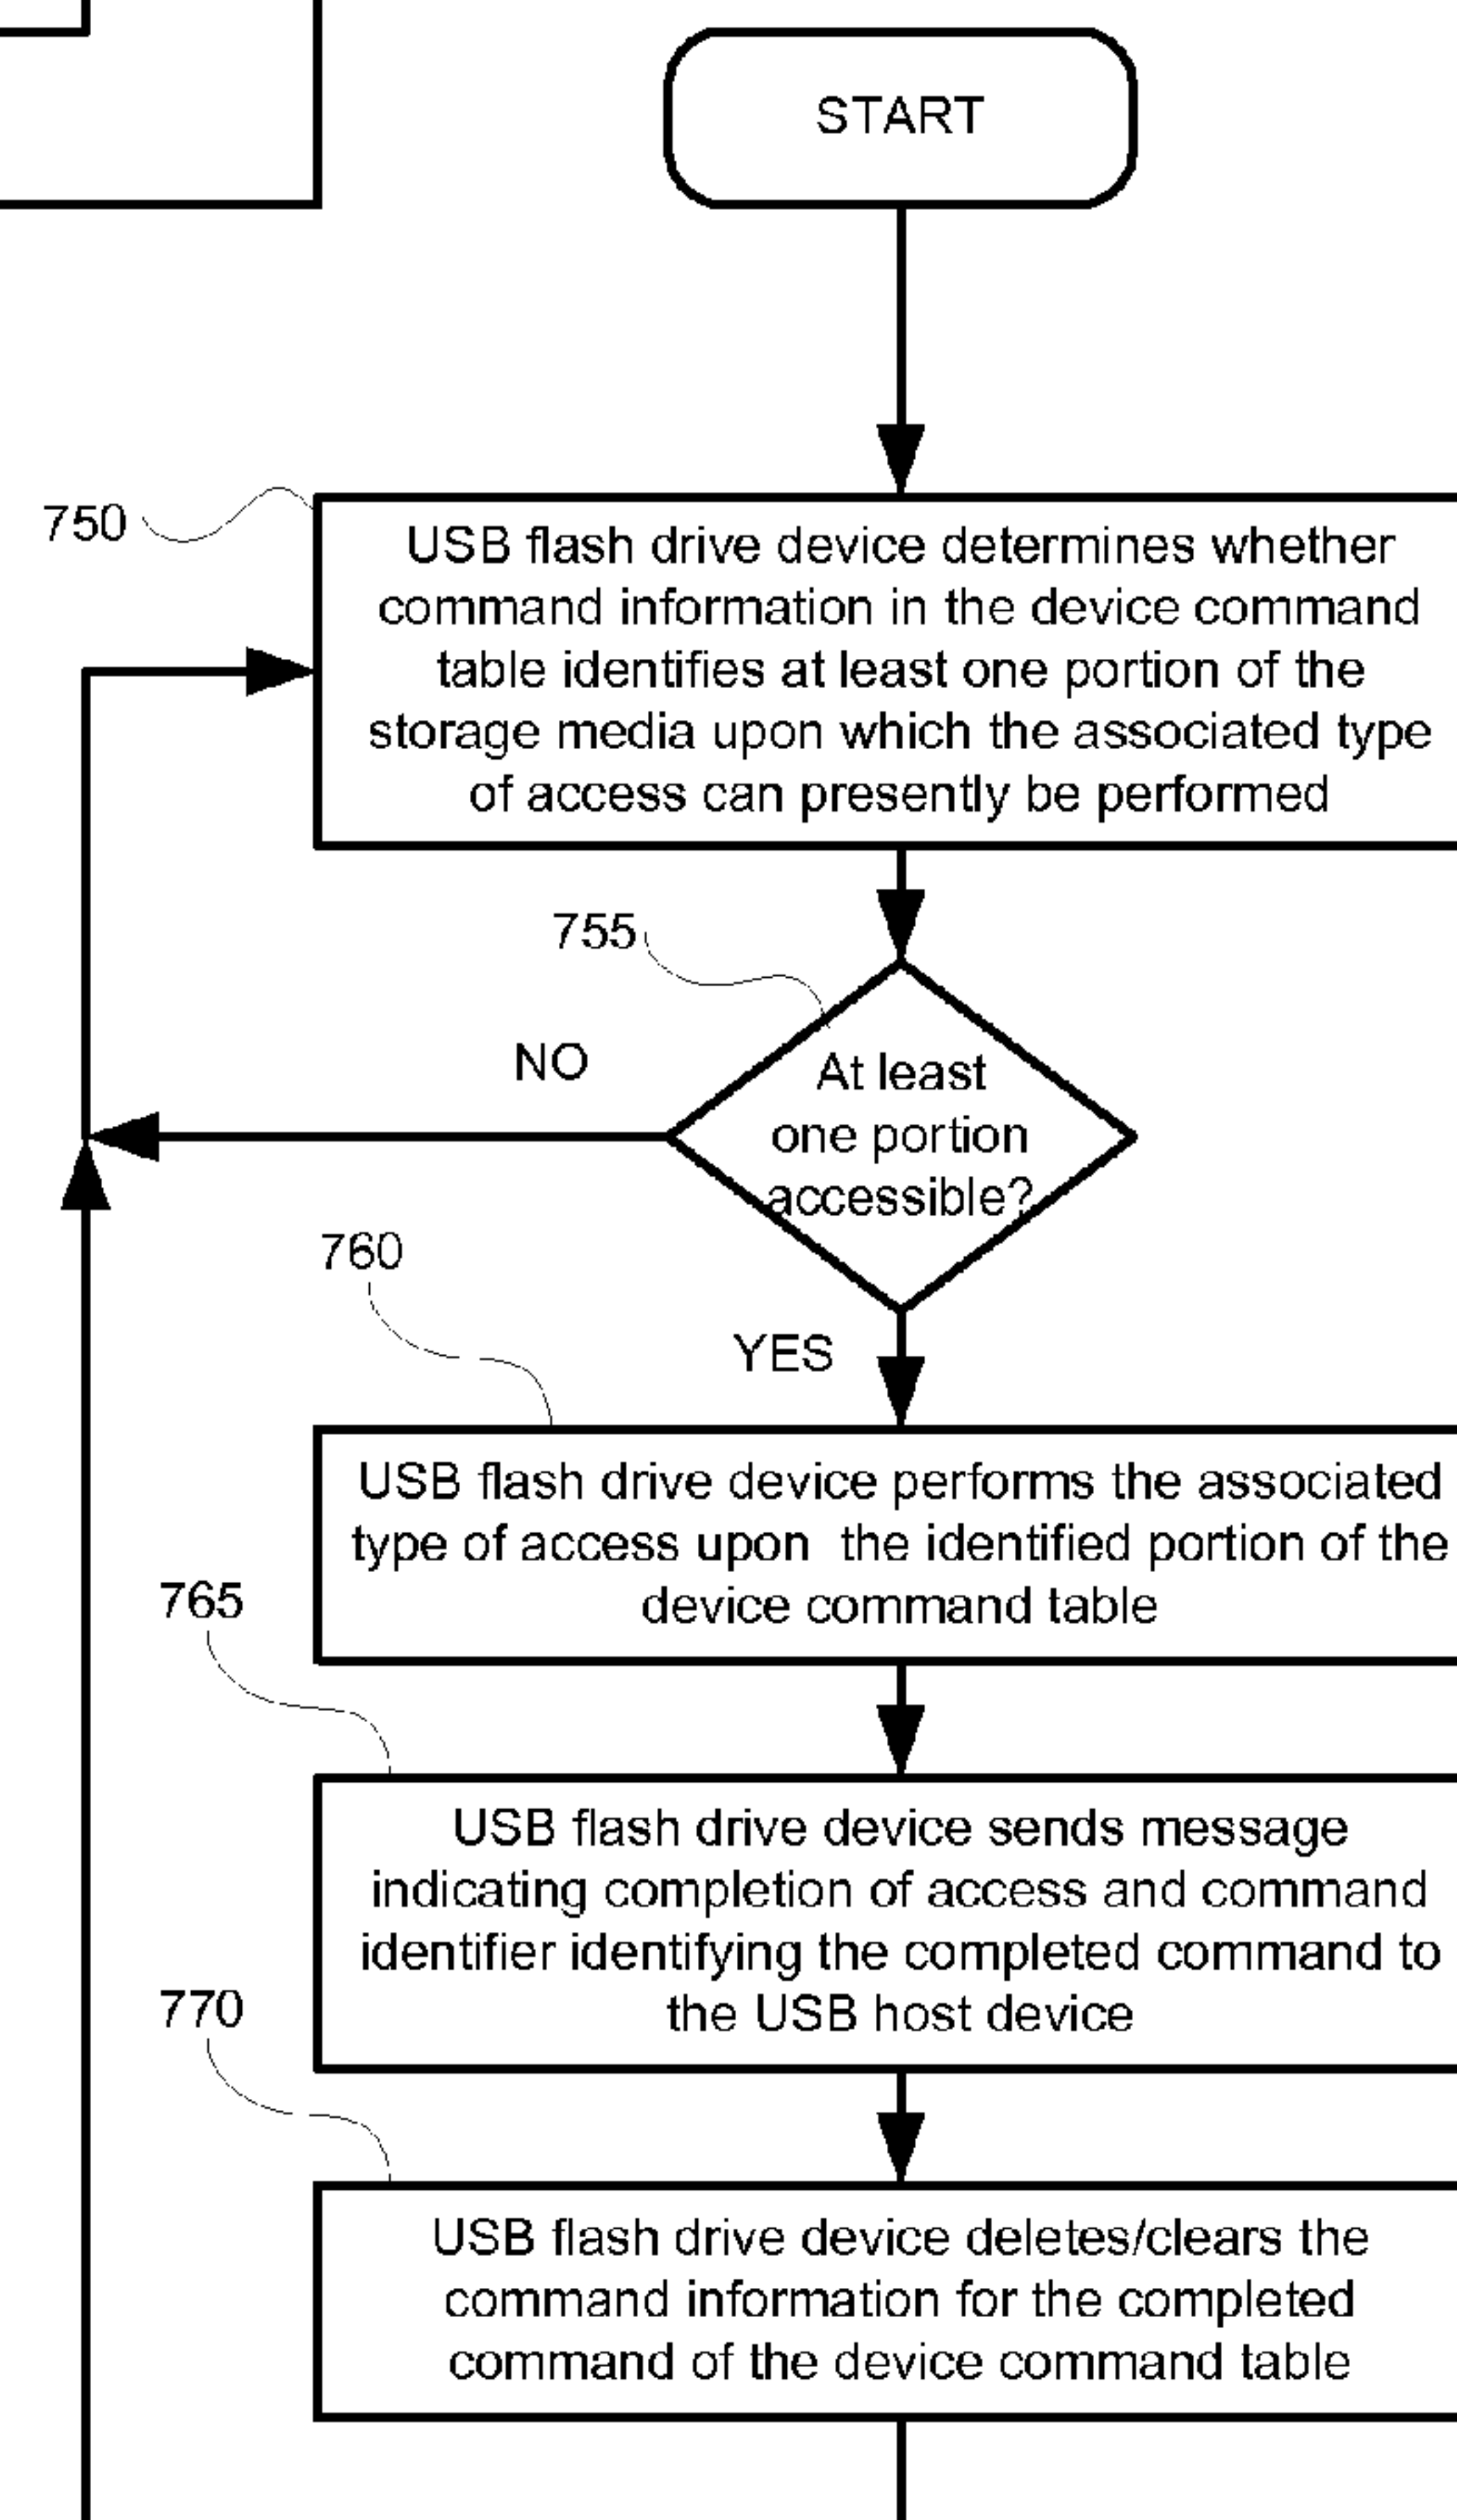 START
750
USB flash drive device determines whether
command information in the device command
table identifies at least one portion of the
storage media upon which the associated type
of access can presently be performed
755
NO
At least
one portion
accessible?
760
YES
USB flash drive device performs the associated
type of access upon the identified portion of the
device command table
765
USB flash drive device sends message
indicating completion of access and command
identifier identifying the completed command to
the USB host device
770
USB flash drive device deletes/clears the
command information for the completed
command of the device command table